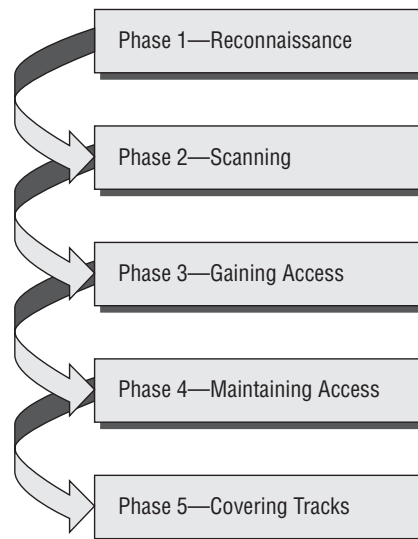 Phase 1—Reconnaissance
Phase 2—Scanning
Phase 3—Gaining Access
Phase 4—Maintaining Access
Phase 5—Covering Tracks